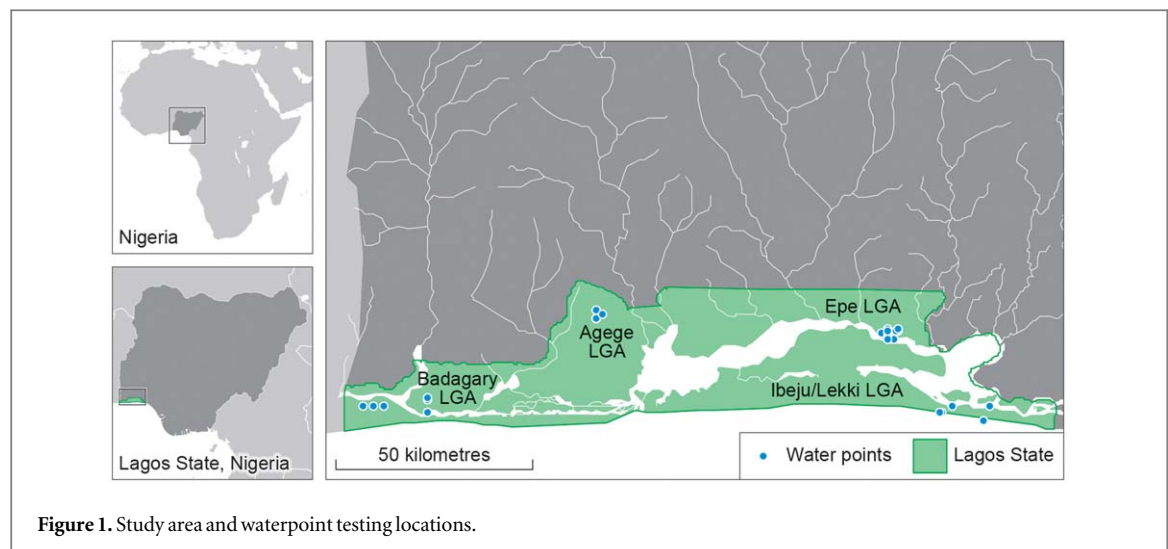 Nigeria
Lagos State, Nigeria
Epe LGA
Agege
LGA
Badagary
LGA
Ibeju/Lekki LGA
50 kilometres
Water points
Lagos State
Figure 1. Study area and waterpoint testing locations.